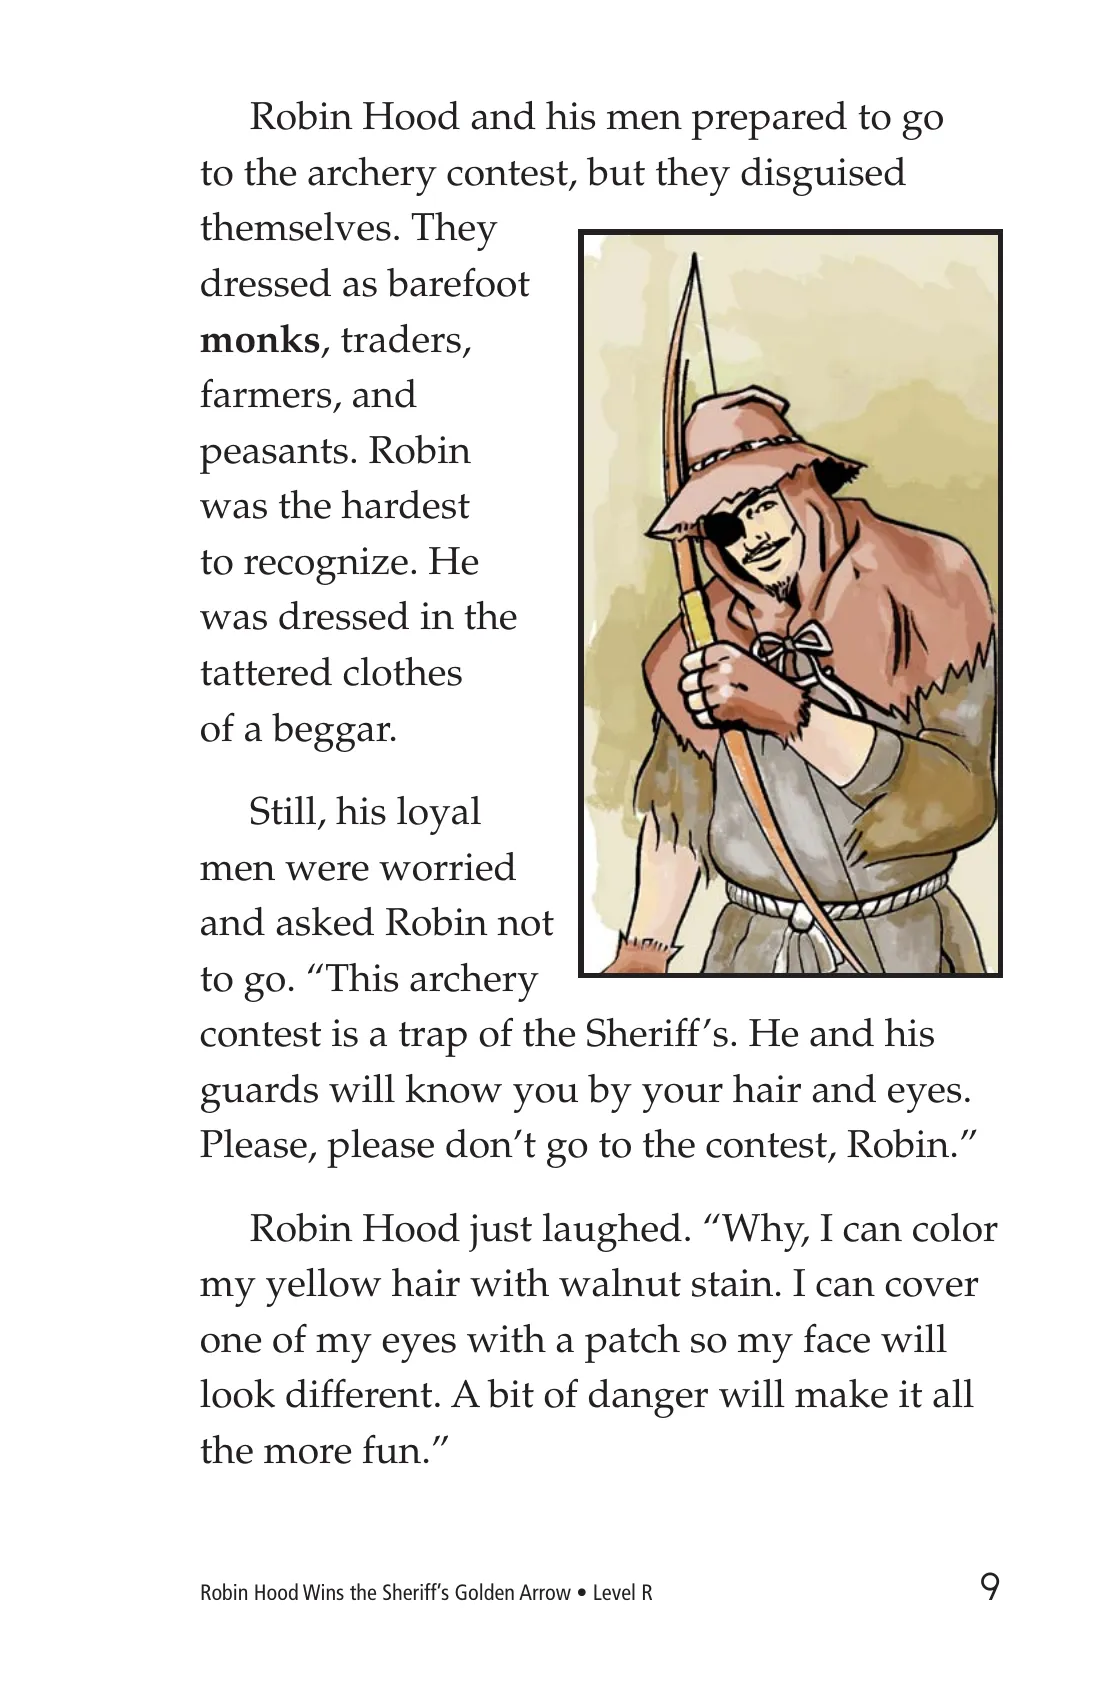 Robin Hood and his men prepared to go
to the archery contest, but they disguised
themselves. They
dressed as barefoot
monks, traders,
farmers, and
peasants. Robin
was the hardest
to recognize. He
was dressed in the
tattered clothes
of a beggar.
Still, his loyal
men were worried
and asked Robin not
to go. “This archery
contest is a trap of the Sheriff’s. He and his
guards will know you by your hair and eyes.
Please, please don’t go to the contest, Robin.”
Robin Hood just laughed. “Why, I can color
my yellow hair with walnut stain. I can cover
one of my eyes with a patch so my face will
look different. A bit of danger will make it all
the more fun.”
Robin Hood Wins the Sheriff’s Golden Arrow • Level R 9